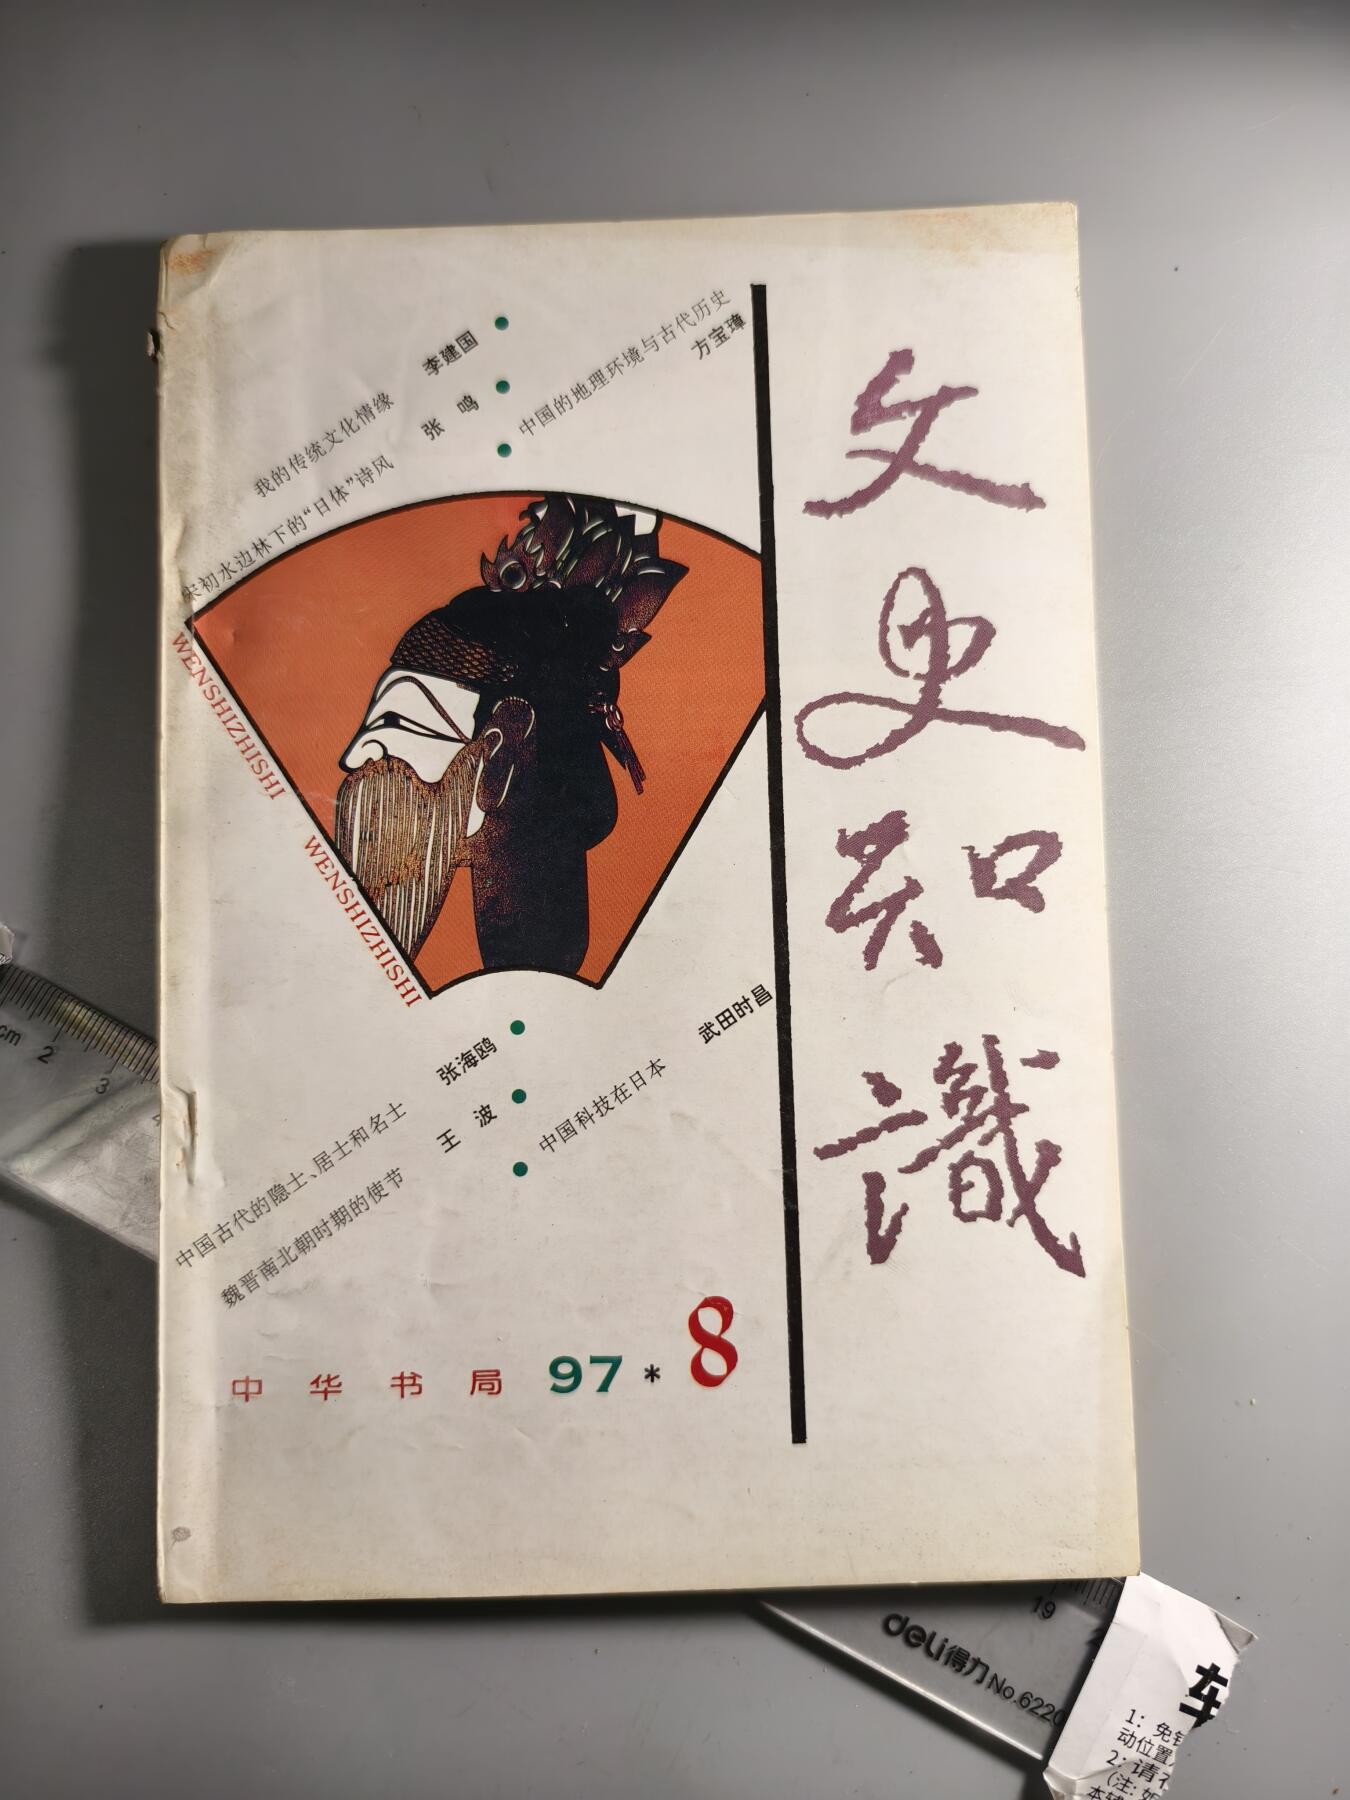 文史知識
我的传统文化情缘 李建国
宋初水边林下的“日体”诗风 张鸣
中国的地理环境与古代历史
方宝璋
WENSHIZHISHI
WENSHIZHISHI
中国古代的隐士、居士和名士 张海鸥
魏晋南北朝时期的使节 王波
中国科技在日本 武田时昌
中华书局 97*8
cm 2 3
19
deli得力 No.6220
1:免
动位置
2:请
(注:如